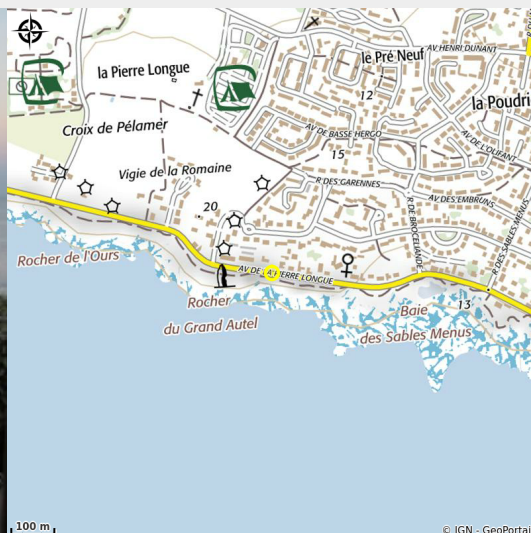 le Pré Neuf
AV HENRI DUNANT
la Pierre Longue
12
la Poudri
AV DE BASSE HERGO
Croix de Pélamer
AV DE L'OLIFANT
15
Vigie de la Romaine
R DES GARENNES
AV DES EMBRUNS
20
R DE BROCELIANDE
R DES SABLES MENUS
Rocher de l'Ours
AV DE LA PIERRE LONGUE
Rocher
du Grand Autel
13
Baie
des Sables Menus
100 m
© IGN - GeoPortai